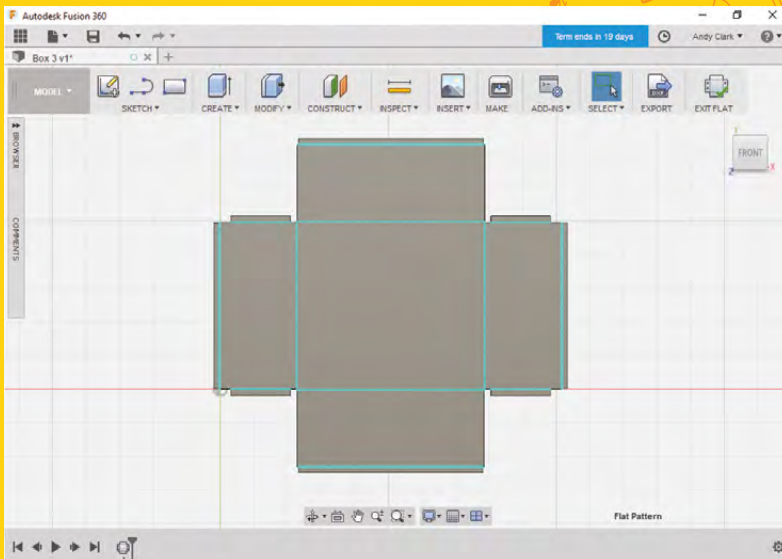 Autodesk Fusion 360
Term ends in 19 days
Andy Clark
Box 3 v1*
MODEL
SKETCH
CREATE
MODIFY
CONSTRUCT
INSPECT
INSERT
MAKE
ADD-INS
SELECT
EXPORT
EXIT FLAT
BROWSER
COMMENTS
Y
FRONT
Z
X
Flat Pattern